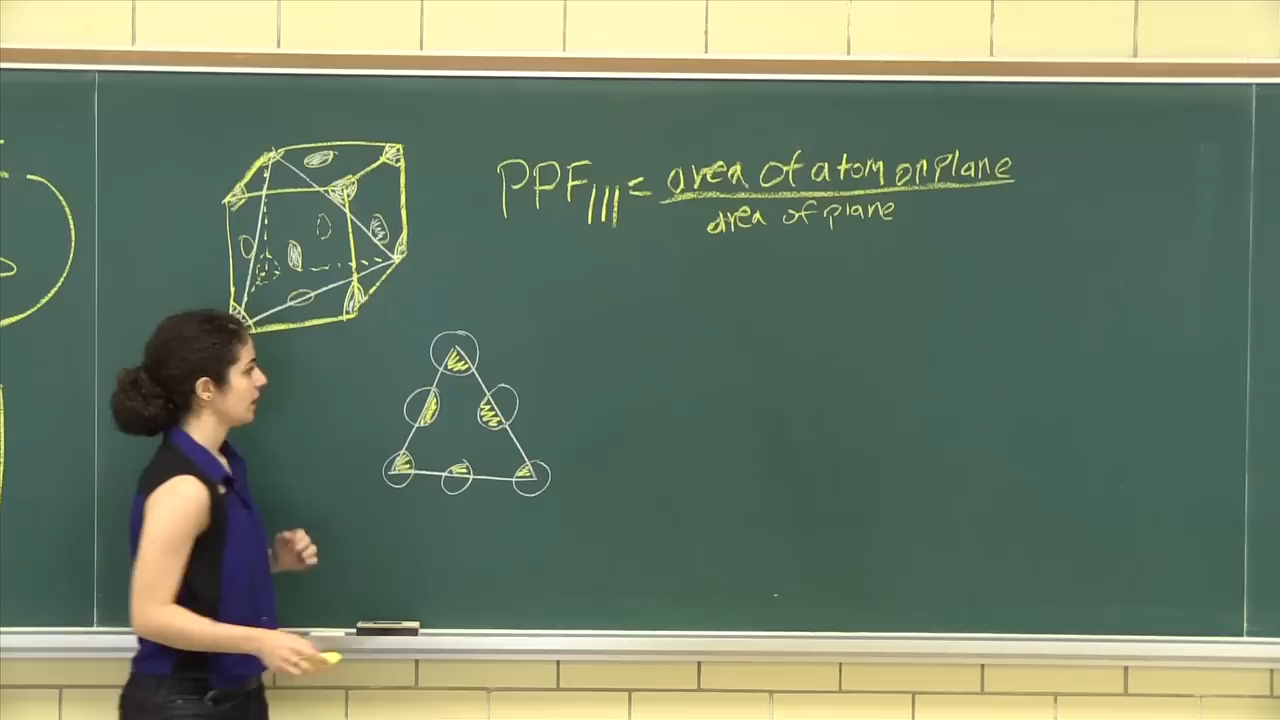 PPF111 = area of atom on plane
area of plane